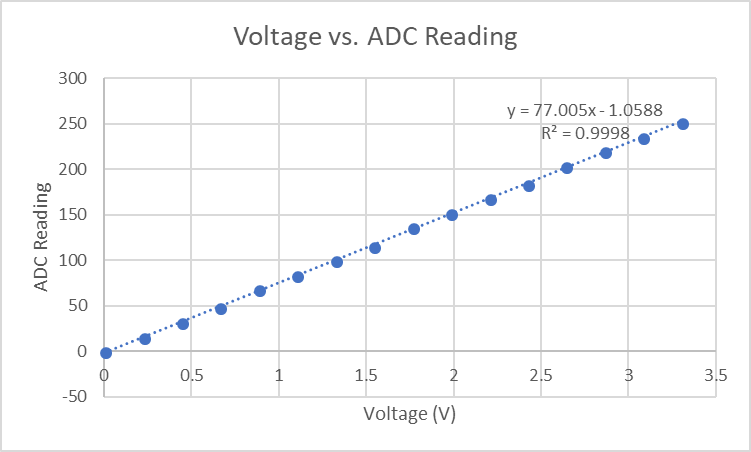 Voltage vs. ADC Reading
300
250
200
150
100
50
0
-50
ADC Reading
y = 77.005x - 1.0588
R² = 0.9998
0 0.5 1 1.5 2 2.5 3 3.5
Voltage (V)